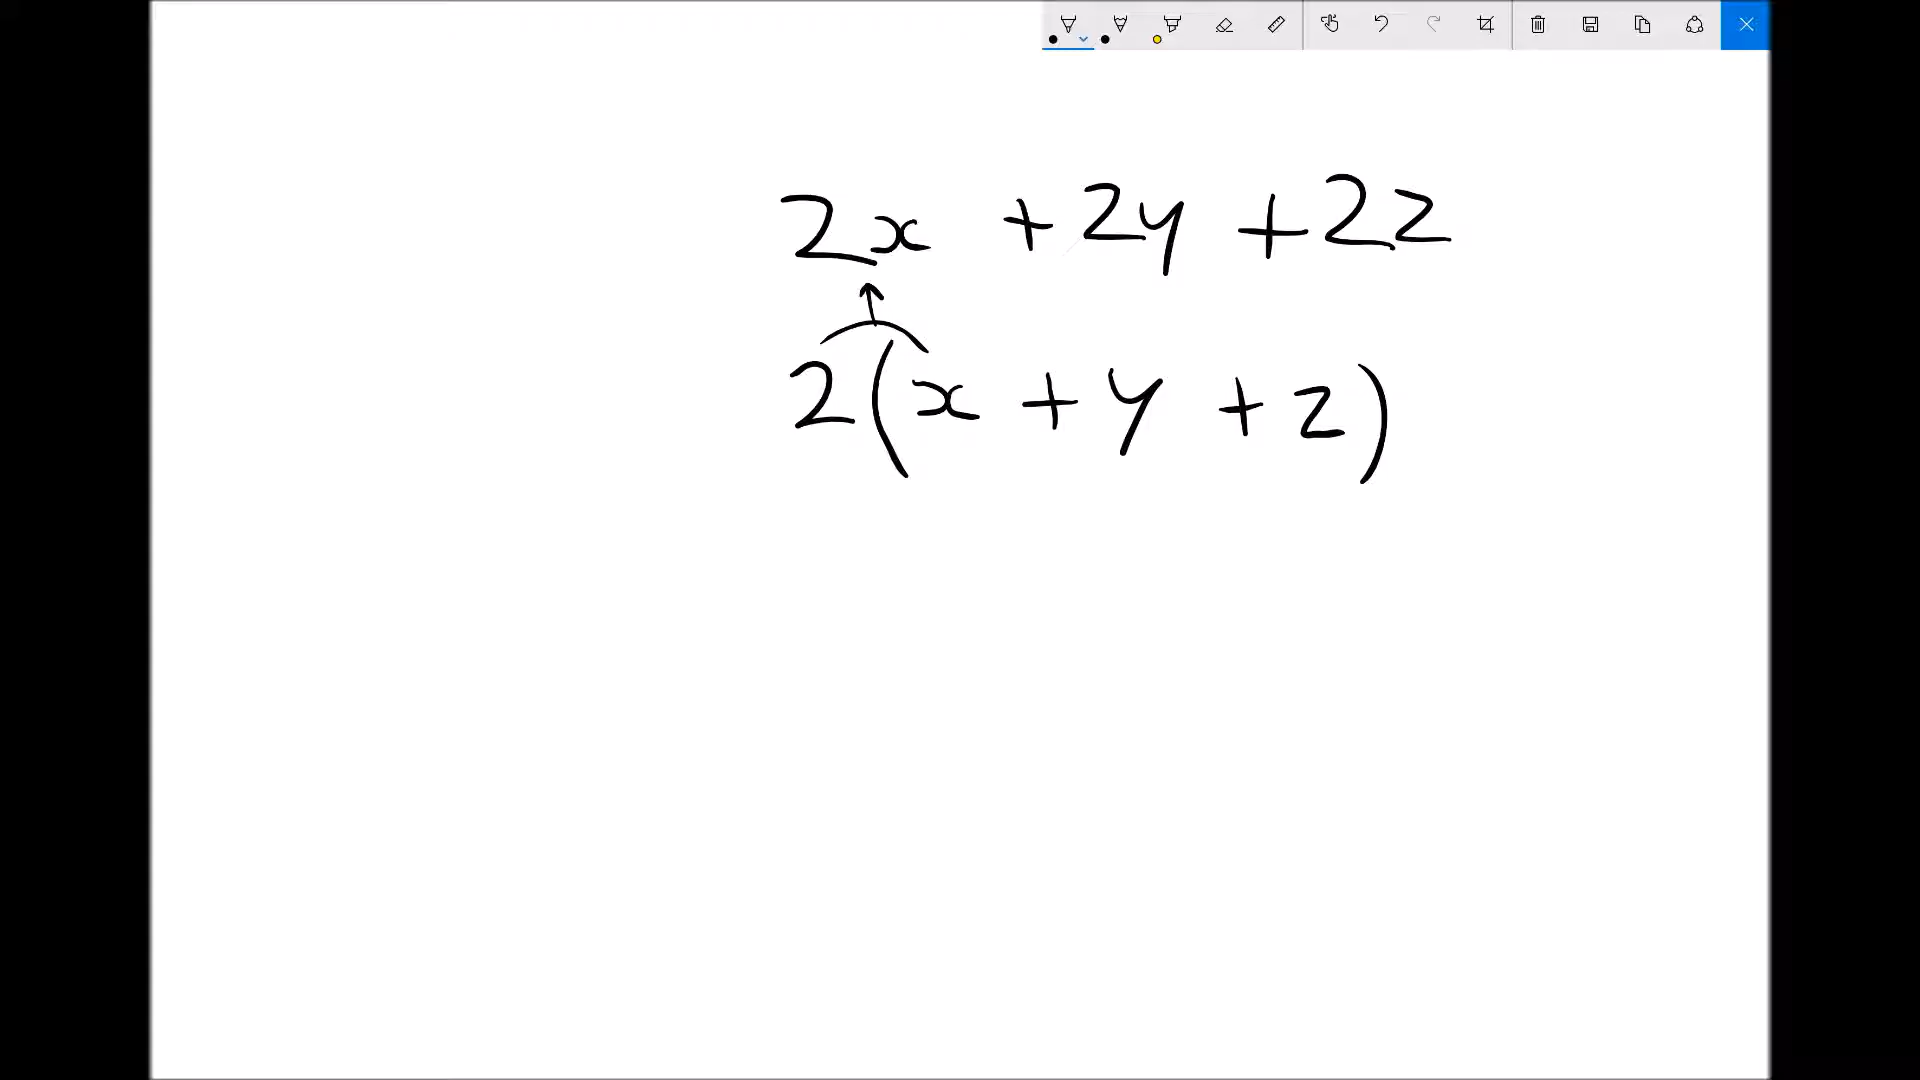 2x + 2y + 2z
2(x + y + z)